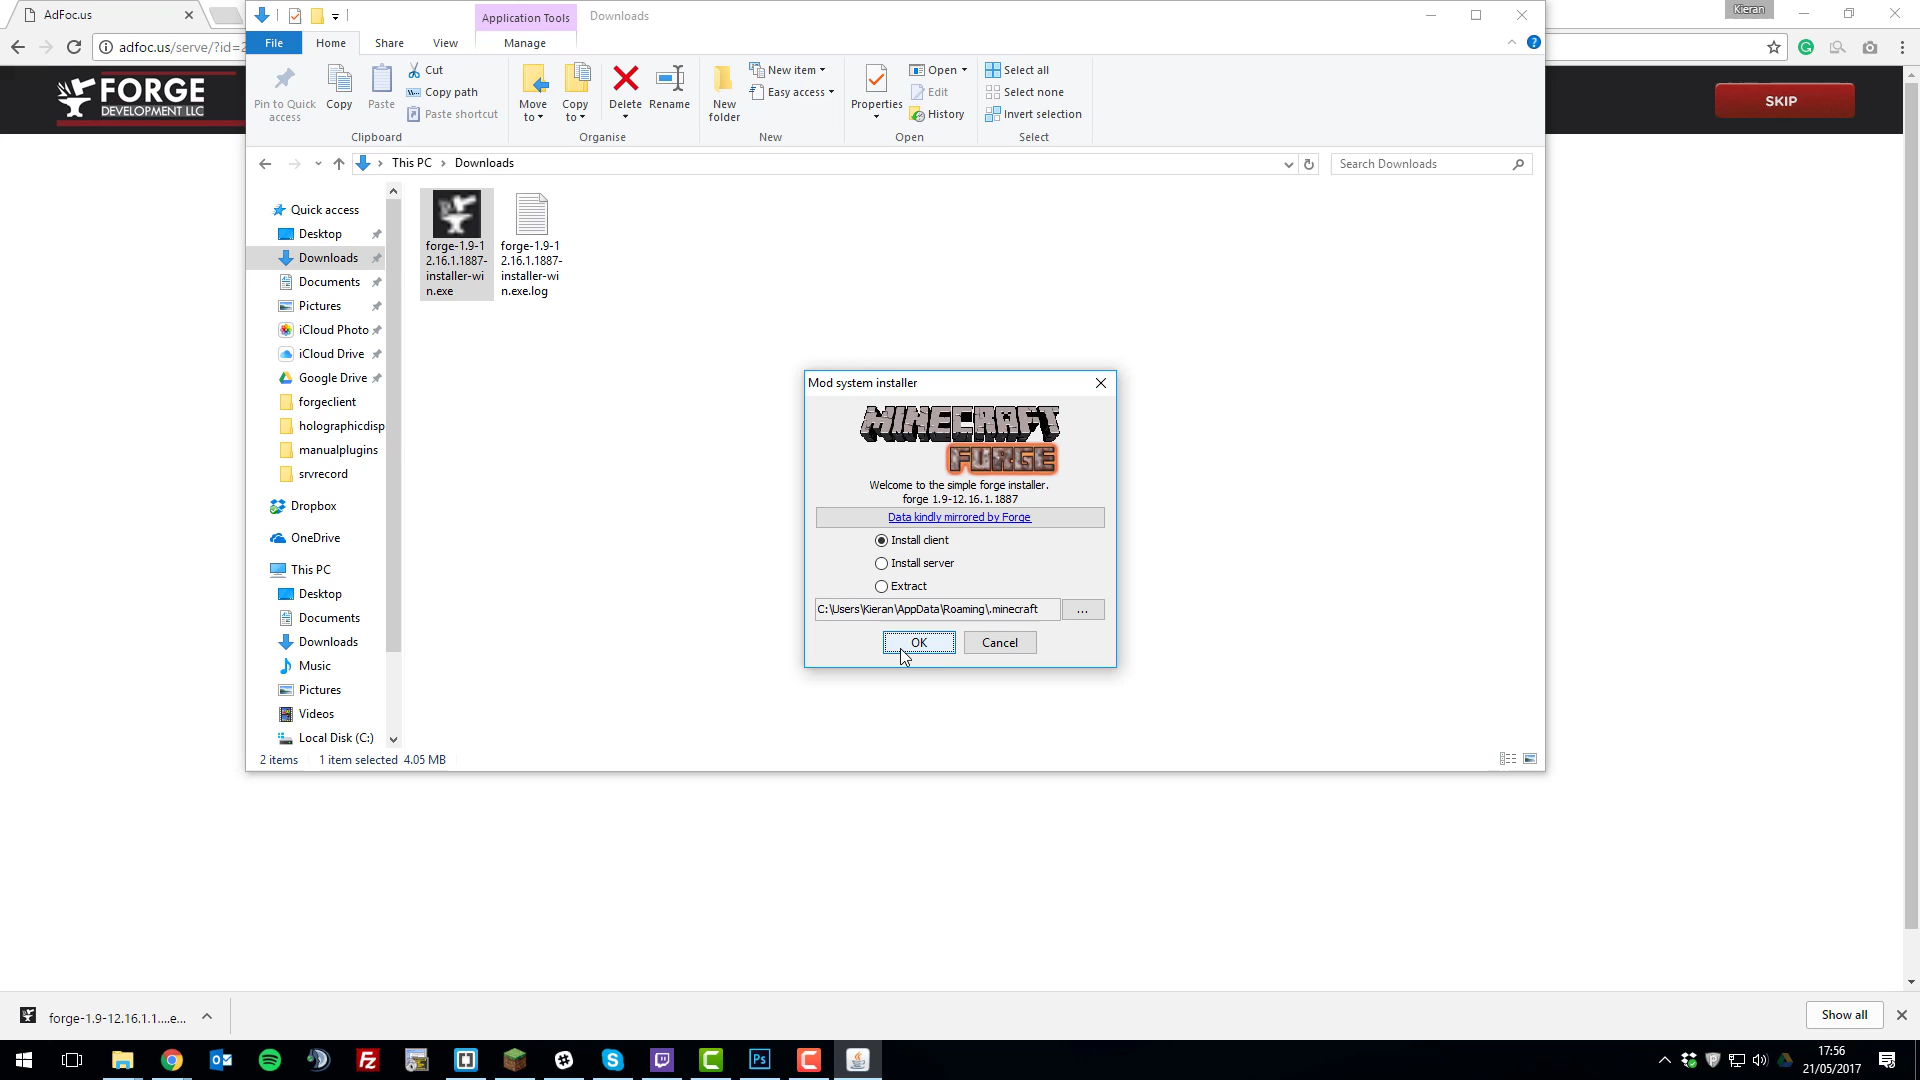 AdFoc.us
Application Tools
Downloads
Kieran
File
Home
Share
View
Manage
adfoc.us/serve/?id=2
FORGE
DEVELOPMENT LLC
SKIP
Pin to Quick
access
Copy
Paste
Cut
Copy path
Paste shortcut
Clipboard
Move
to
Copy
to
Delete
Rename
Organise
New
folder
New item
Easy access
New
Properties
Open
Edit
History
Open
Select all
Select none
Invert selection
Select
This PC
Downloads
Search Downloads
Quick access
Desktop
Downloads
Documents
Pictures
iCloud Photo
iCloud Drive
Google Drive
forgeclient
holographicdisp
manualplugins
srvrecord
Dropbox
OneDrive
This PC
Desktop
Documents
Downloads
Music
Pictures
Videos
Local Disk (C:)
forge-1.9-1
2.16.1.1887-
installer-wi
n.exe
forge-1.9-1
2.16.1.1887-
installer-wi
n.exe.log
Mod system installer
MINECRAFT
FORGE
Welcome to the simple forge installer.
forge 1.9-12.16.1.1887
Data kindly mirrored by Forge
Install client
Install server
Extract
C:\Users\Kieran\AppData\Roaming\.minecraft
...
OK
Cancel
2 items
1 item selected 4.05 MB
forge-1.9-12.16.1.1....e...
Show all
17:56
21/05/2017